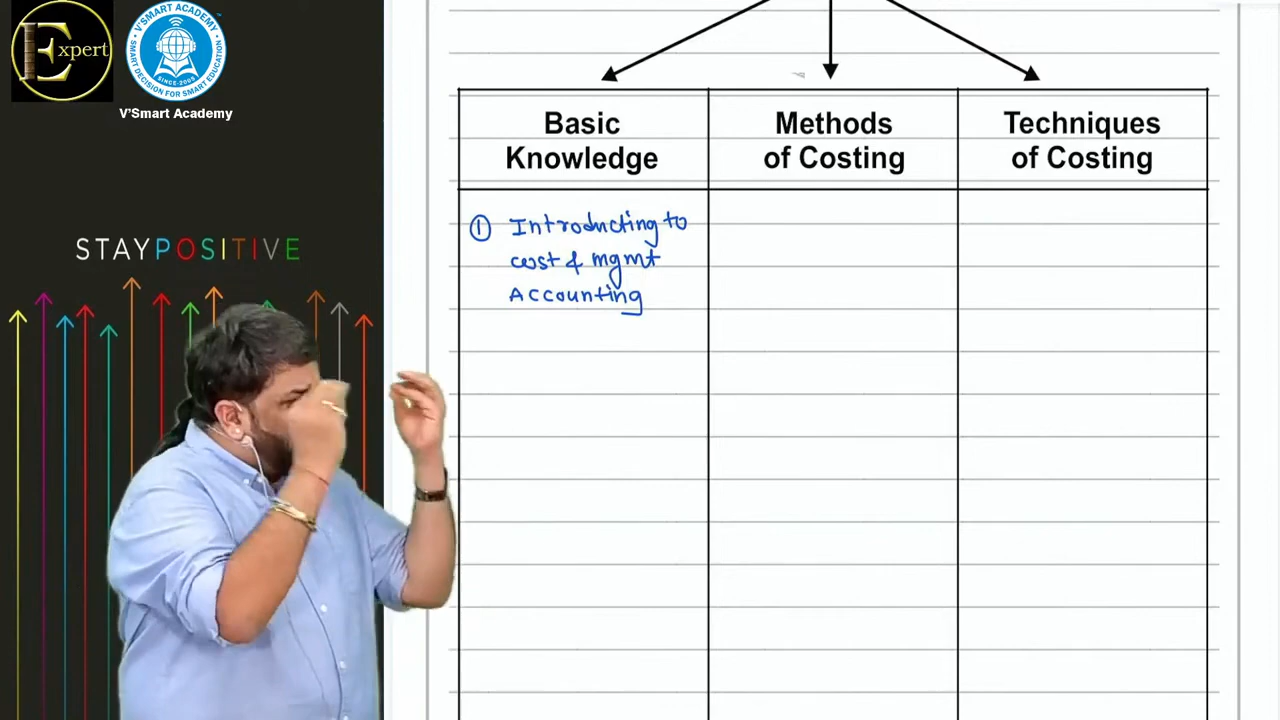 Expert
V'SMART ACADEMY
SMART DECISION FOR SMART EDUCATION
SINCE-2005
V'Smart Academy
STAYPOSITIVE
Basic
Knowledge
Methods
of Costing
Techniques
of Costing
① Introducting to
cost & mgmt
Accounting